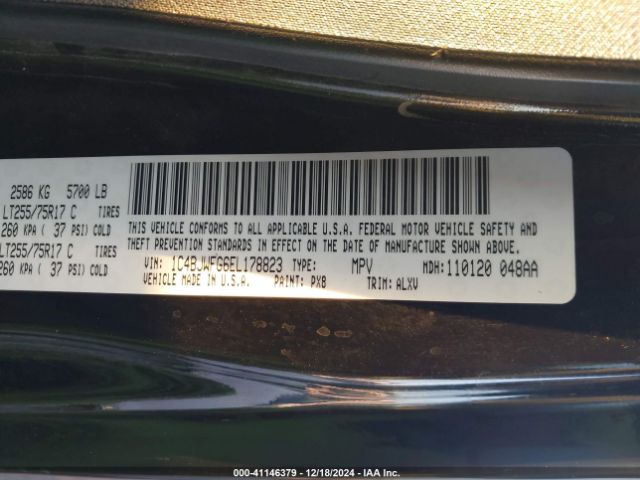 2586 KG 5700 LB
LT255/75R17 C TIRES
260 KPA ( 37 PSI) COLD
LT255/75R17 C TIRES
260 KPA ( 37 PSI) COLD
THIS VEHICLE CONFORMS TO ALL APPLICABLE U.S.A. FEDERAL MOTOR VEHICLE SAFETY AND
THEFT PREVENTION STANDARDS IN EFFECT ON THE DATE OF MANUFACTURE SHOWN ABOVE.
VIN: 1C4BJWFG6EL178823 TYPE: MPV MDH: 110120 048AA
VEHICLE MADE IN U.S.A. PAINT: PX8 TRIM: ALXV
000-41146379 - 12/18/2024 - IAA Inc.